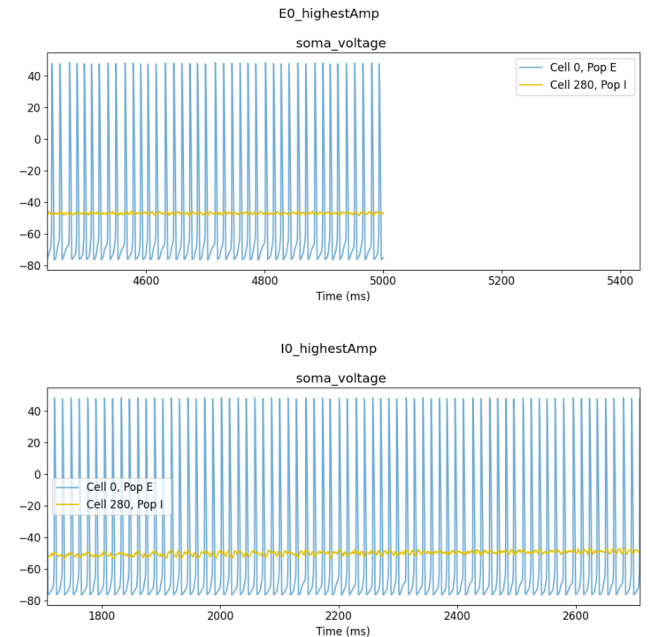 E0_highestAmp
soma_voltage
40
20
0
−20
−40
−60
−80
Cell 0, Pop E
Cell 280, Pop I
4600
4800
5000
5200
5400
Time (ms)
I0_highestAmp
soma_voltage
40
20
0
−20
−40
−60
−80
Cell 0, Pop E
Cell 280, Pop I
1800
2000
2200
2400
2600
Time (ms)